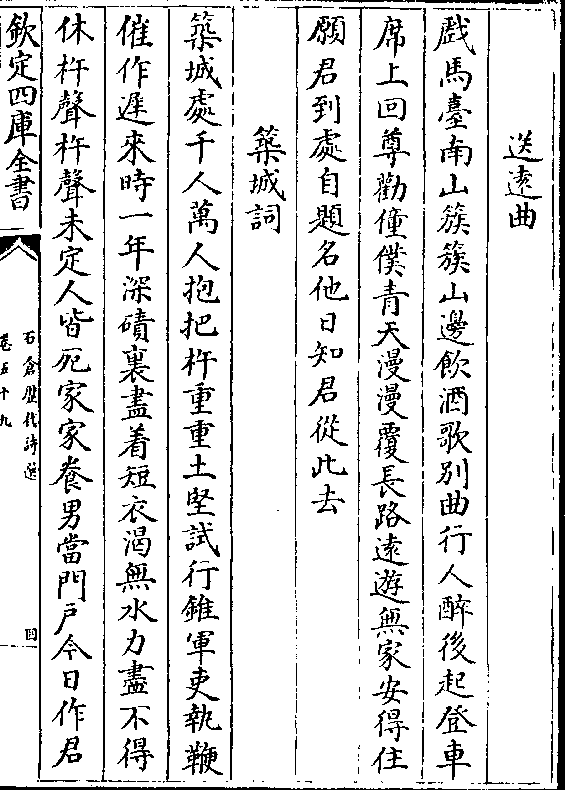 送遠曲
戲馬臺南山簇簇山邊飲酒歌別曲行人醉後起登車
席上回尊勸僮僕青天漫漫覆長路遠遊無家安得住
願君到處自題名他日知君從此去
築城詞
築城處千人萬人抱把杵重重土堅試行錐軍吏執鞭
催作遲來時一年深磧裏盡着短衣渴無水力盡不得
休杵聲杵聲未定人皆死家家養男當門戶今日作君
欽定四庫全書
石倉歷代詩選
卷五十九
四